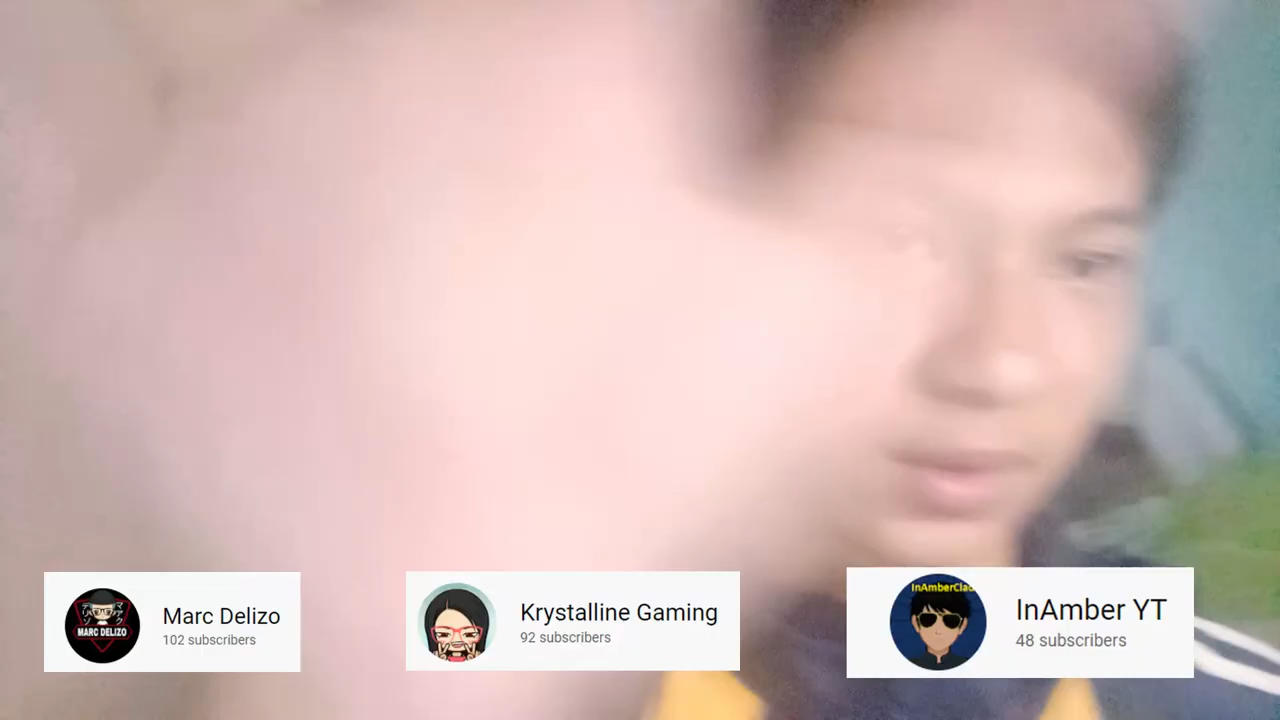 MARC DELIZO
Marc Delizo
102 subscribers
Krystalline Gaming
92 subscribers
InAmberClad
InAmber YT
48 subscribers